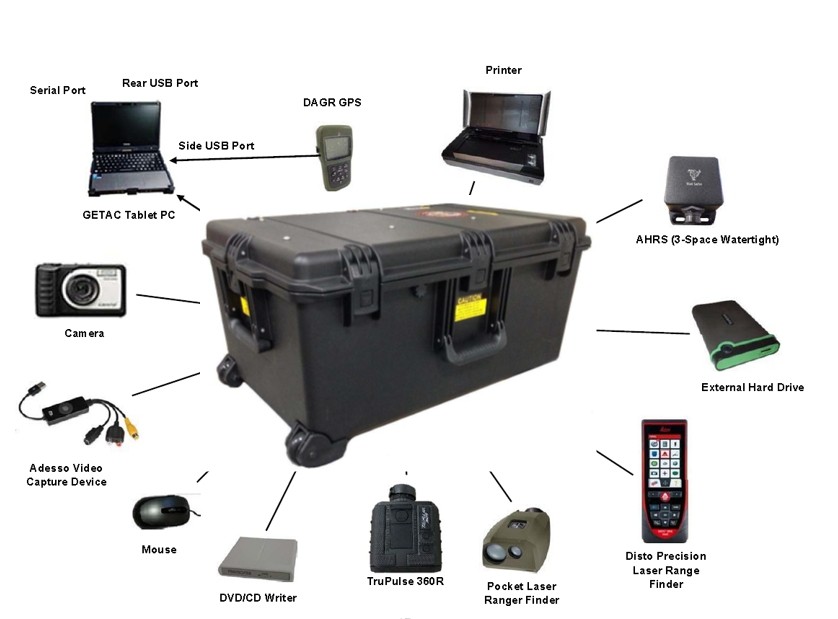 Printer
Rear USB Port
Serial Port
DAGR GPS
Side USB Port
GETAC Tablet PC
AHRS (3-Space Watertight)
Camera
External Hard Drive
Adesso Video
Capture Device
Mouse
DVD/CD Writer
TruPulse 360R
Pocket Laser
Ranger Finder
Disto Precision
Laser Range
Finder